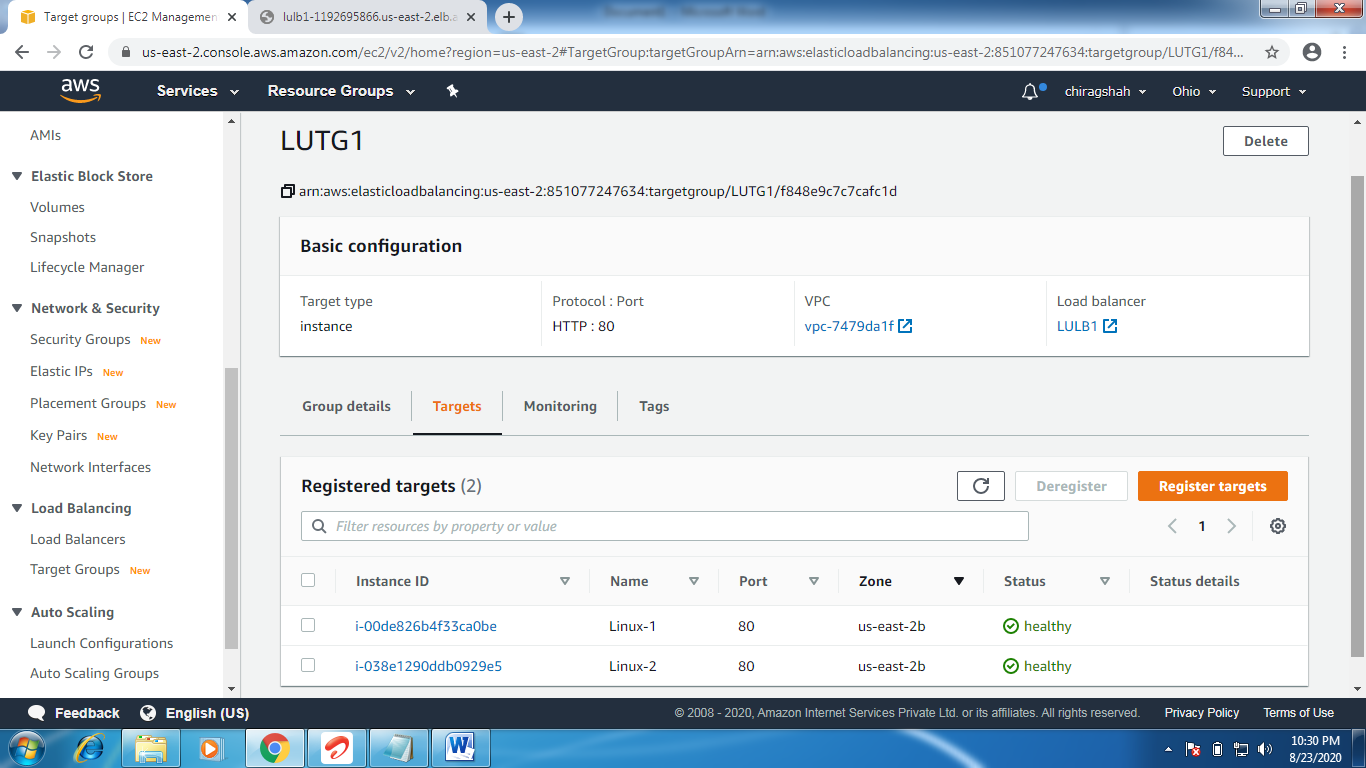 Target groups | EC2 Managemen
lulb1-1192695866.us-east-2.elb.a
us-east-2.console.aws.amazon.com/ec2/v2/home?region=us-east-2#TargetGroup:targetGroupArn=arn:aws:elasticloadbalancing:us-east-2:851077247634:targetgroup/LUTG1/f84...
aws Services Resource Groups chiragshah Ohio Support
AMIs
Elastic Block Store
Volumes
Snapshots
Lifecycle Manager
Network & Security
Security Groups New
Elastic IPs New
Placement Groups New
Key Pairs New
Network Interfaces
Load Balancing
Load Balancers
Target Groups New
Auto Scaling
Launch Configurations
Auto Scaling Groups
LUTG1
Delete
arn:aws:elasticloadbalancing:us-east-2:851077247634:targetgroup/LUTG1/f848e9c7c7cafc1d
Basic configuration
Target type Protocol : Port VPC Load balancer
instance HTTP : 80 vpc-7479da1f LULB1
Group details Targets Monitoring Tags
Registered targets (2)
Deregister Register targets
Filter resources by property or value
1
Instance ID Name Port Zone Status Status details
i-00de826b4f33ca0be Linux-1 80 us-east-2b healthy
i-038e1290ddb0929e5 Linux-2 80 us-east-2b healthy
Feedback English (US) © 2008 - 2020, Amazon Internet Services Private Ltd. or its affiliates. All rights reserved. Privacy Policy Terms of Use
10:30 PM
8/23/2020